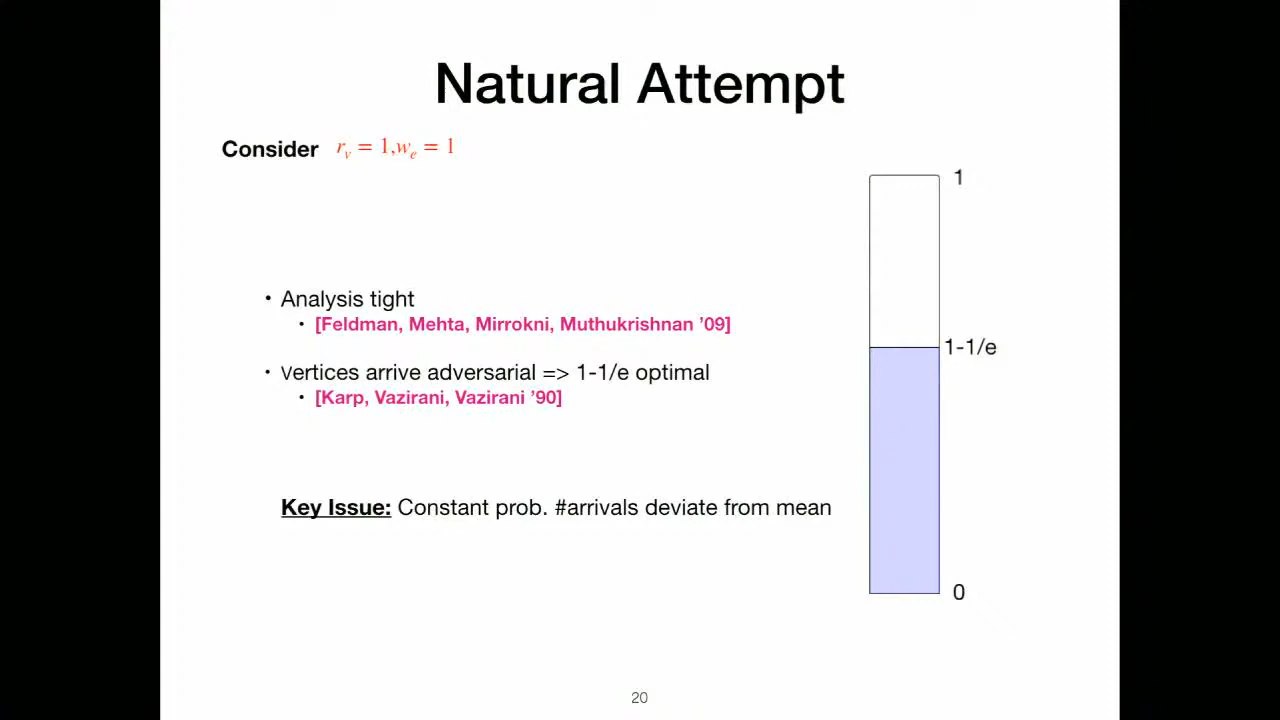 Natural Attempt
Consider r_v = 1, w_e = 1
1
• Analysis tight
• [Feldman, Mehta, Mirrokni, Muthukrishnan ’09]
1-1/e
• Vertices arrive adversarial => 1-1/e optimal
• [Karp, Vazirani, Vazirani ’90]
Key Issue: Constant prob. #arrivals deviate from mean
0
20